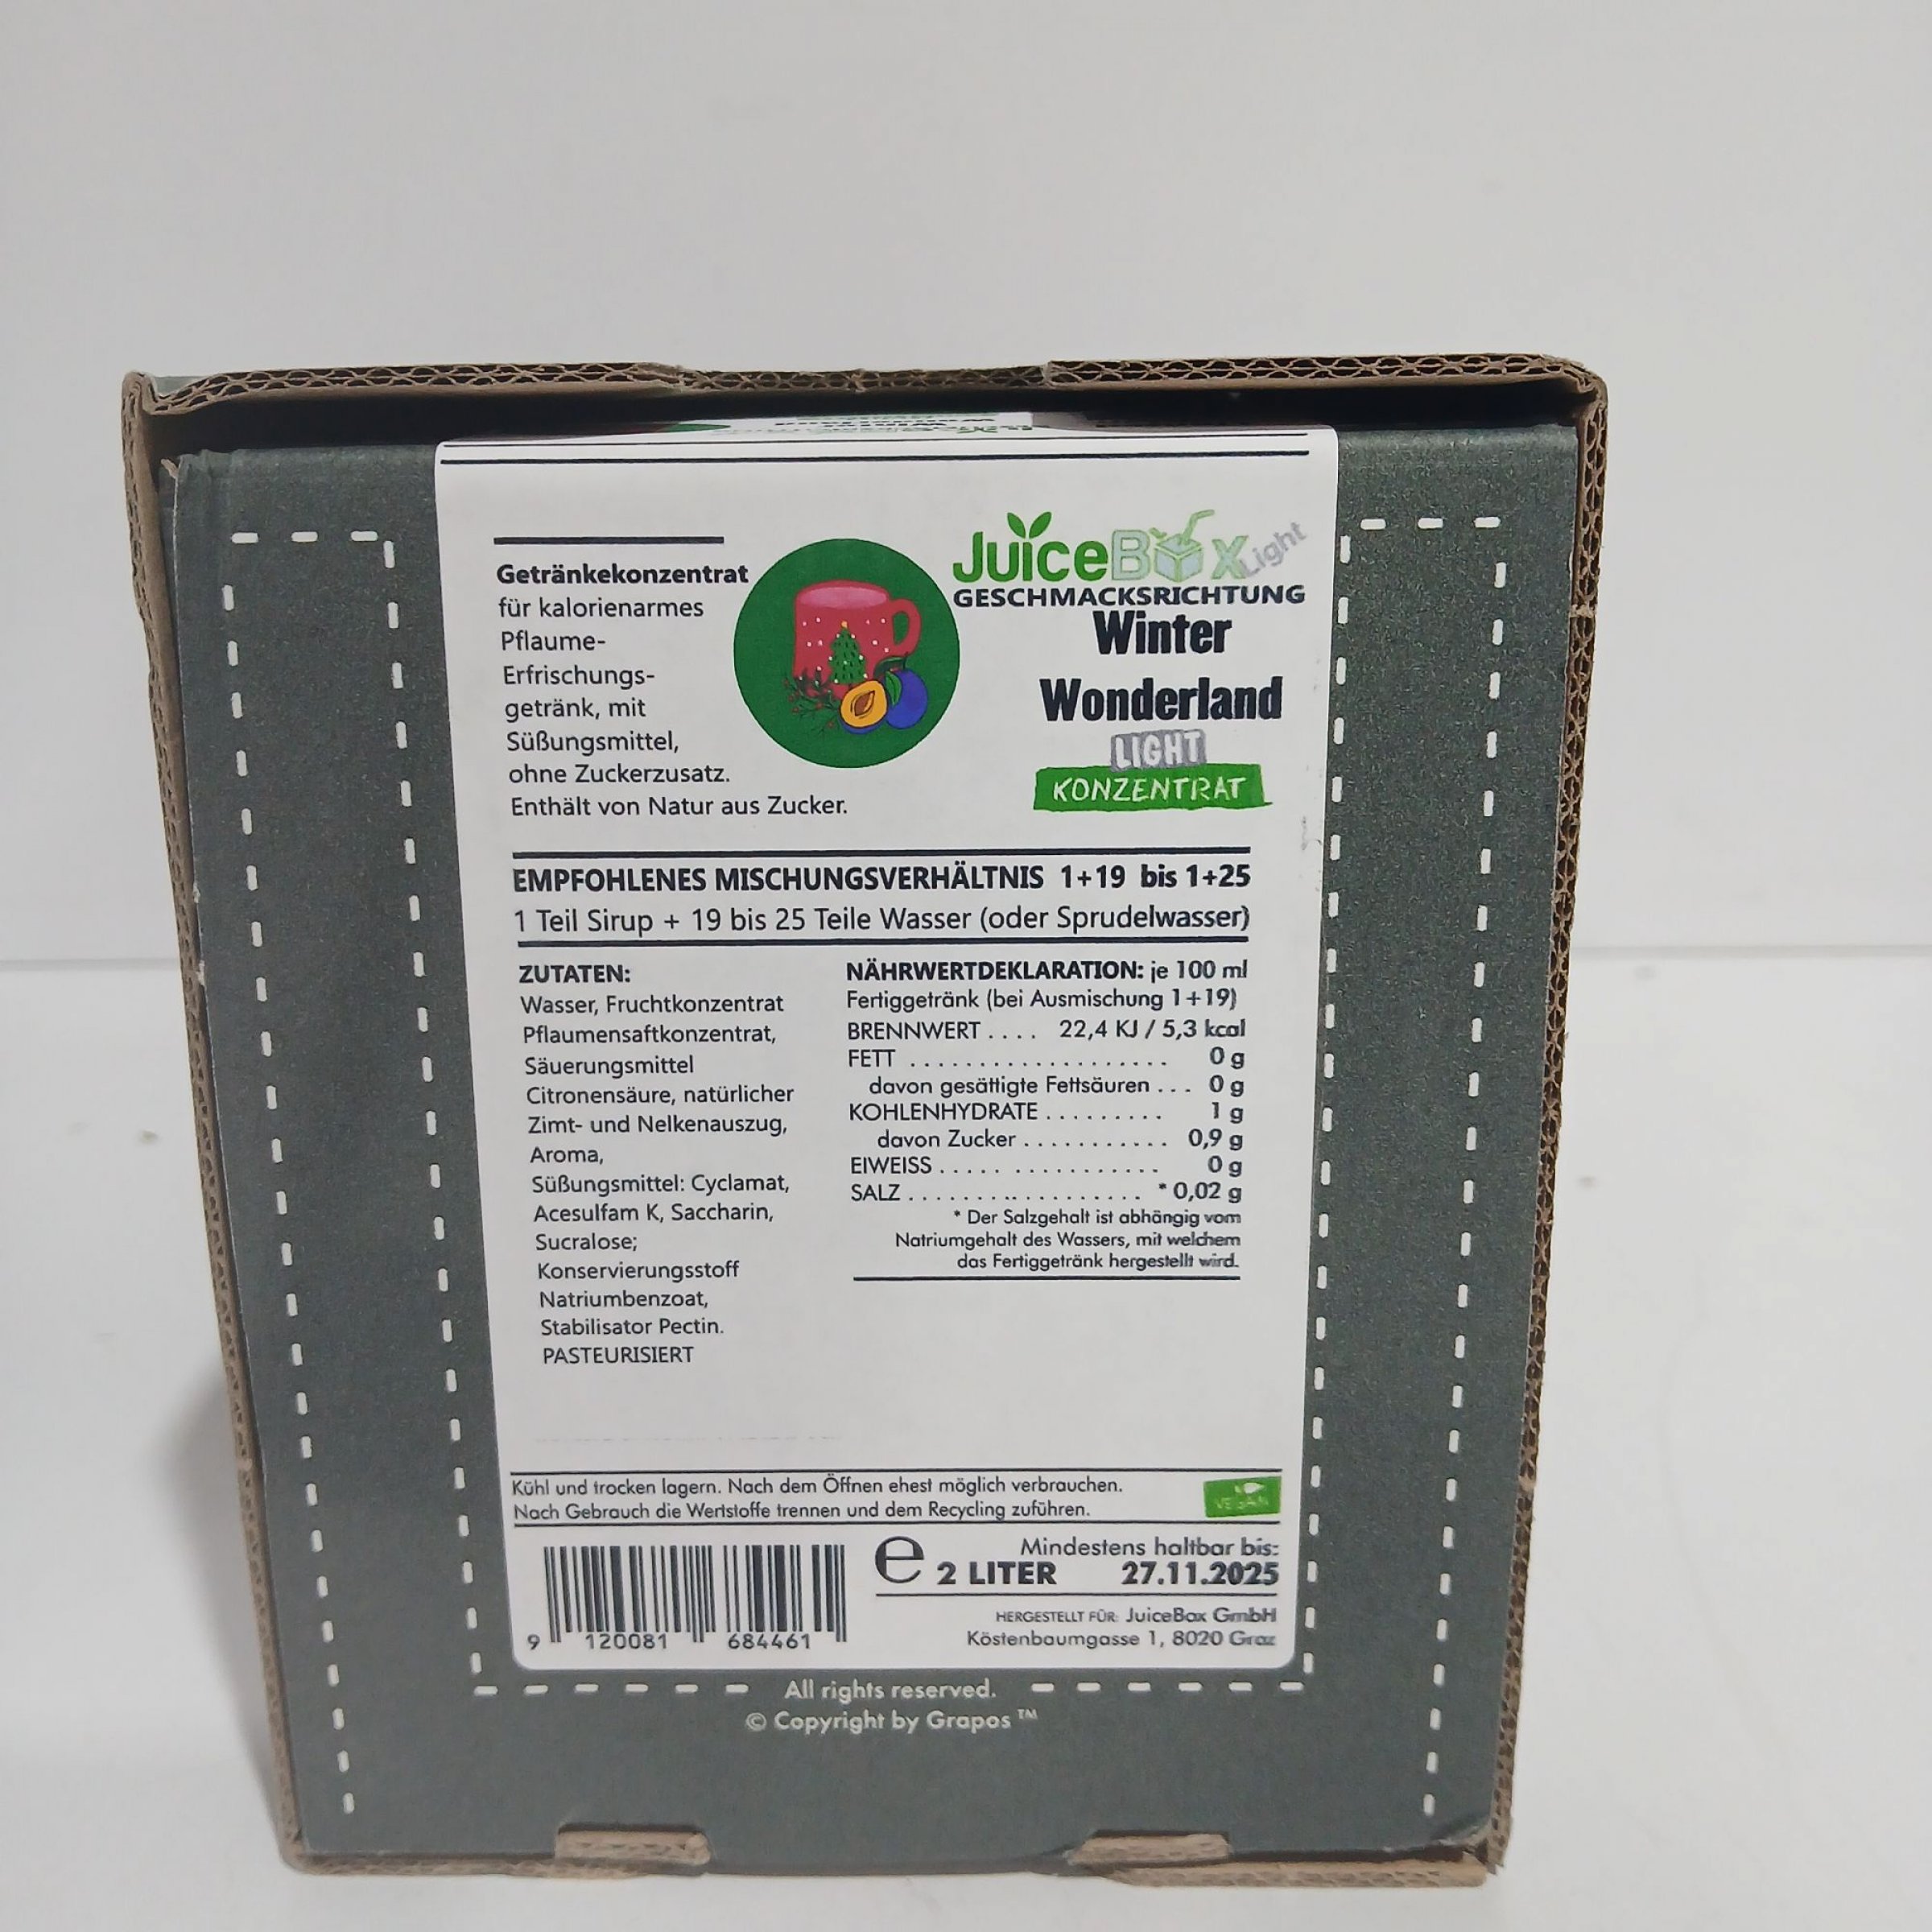 Getränkekonzentrat
für kalorienarmes
Pflaume-
Erfrischungs-
getränk, mit
Süßungsmittel,
ohne Zuckerzusatz.
Enthält von Natur aus Zucker.
JuiceBox Light
GESCHMACKSRICHTUNG
Winter
Wonderland
LIGHT
KONZENTRAT
EMPFOHLENES MISCHUNGSVERHÄLTNIS 1+19 bis 1+25
1 Teil Sirup + 19 bis 25 Teile Wasser (oder Sprudelwasser)
ZUTATEN:
Wasser, Fruchtkonzentrat
Pflaumensaftkonzentrat,
Säuerungsmittel
Citronensäure, natürlicher
Zimt- und Nelkenauszug,
Aroma,
Süßungsmittel: Cyclamat,
Acesulfam K, Saccharin,
Sucralose;
Konservierungsstoff
Natriumbenzoat,
Stabilisator Pectin.
PASTEURISIERT
NÄHRWERTDEKLARATION: je 100 ml
Fertiggetränk (bei Ausmischung 1+19)
BRENNWERT .... 22,4 KJ / 5,3 kcal
FETT ................... 0 g
davon gesättigte Fettsäuren ... 0 g
KOHLENHYDRATE ......... 1 g
davon Zucker ........... 0,9 g
EIWEISS ................. 0 g
SALZ .................. * 0,02 g
* Der Salzgehalt ist abhängig vom
Natriumgehalt des Wassers, mit welchem
das Fertiggetränk hergestellt wird.
Kühl und trocken lagern. Nach dem Öffnen ehest möglich verbrauchen.
Nach Gebrauch die Wertstoffe trennen und dem Recycling zuführen.
VEGAN
9 120081 684461
e 2 LITER
Mindestens haltbar bis:
27.11.2025
HERGESTELLT FÜR: JuiceBox GmbH
Köstenbaumgasse 1, 8020 Graz
All rights reserved.
© Copyright by Grapos ™